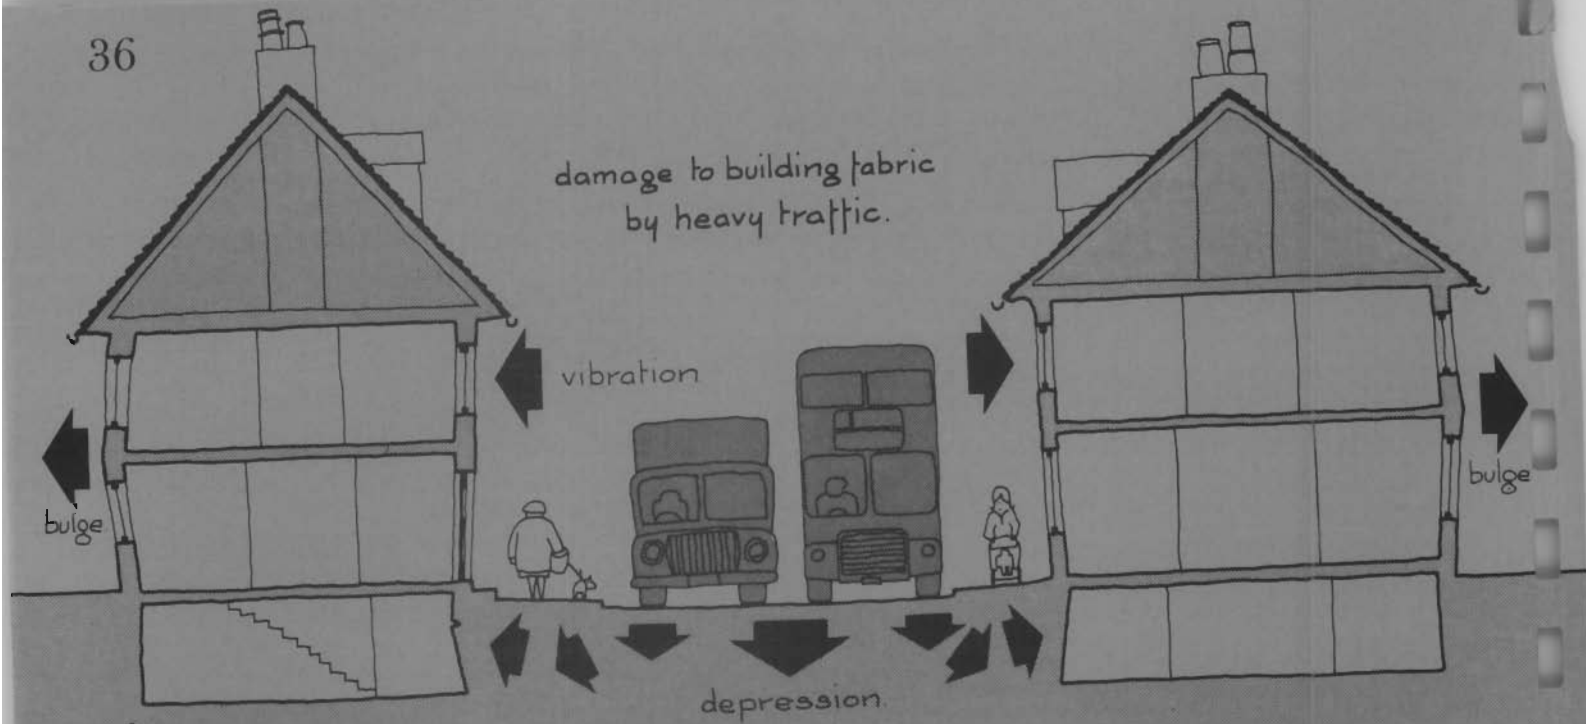 36
damage to building fabric
by heavy traffic.
vibration
bulge
bulge
depression.